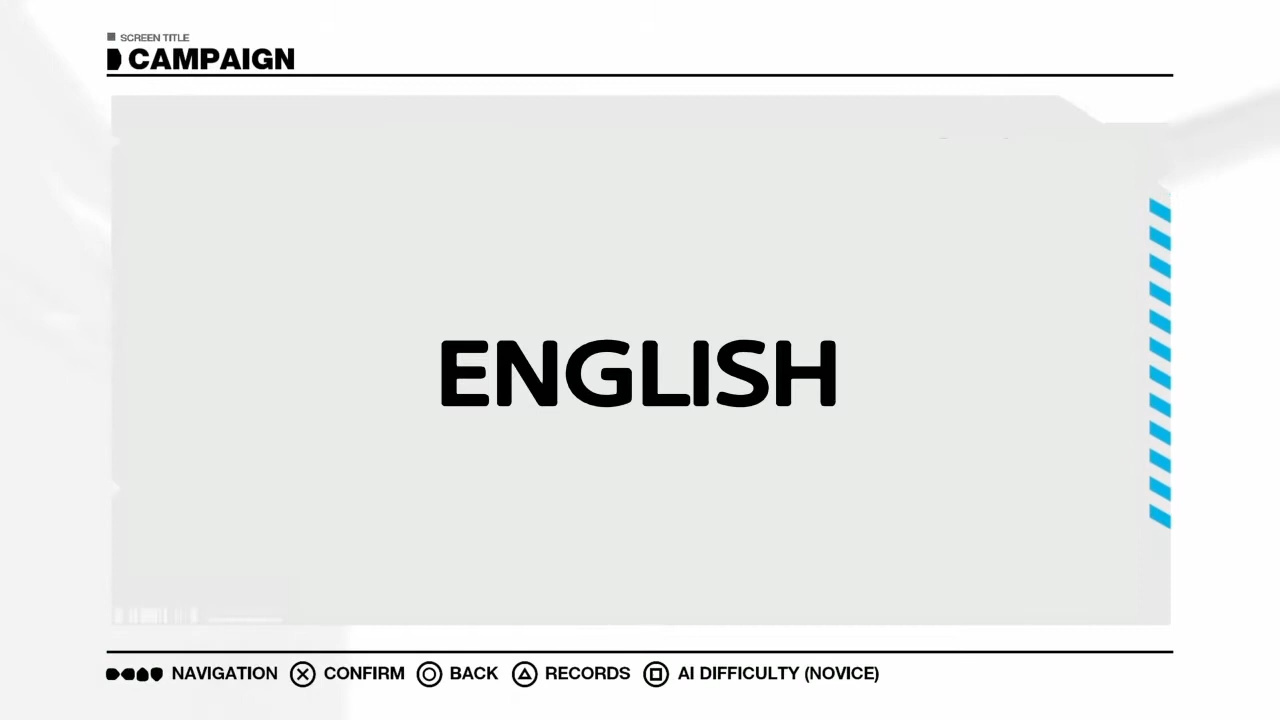 SCREEN TITLE
CAMPAIGN
ENGLISH
NAVIGATION CONFIRM BACK RECORDS AI DIFFICULTY (NOVICE)